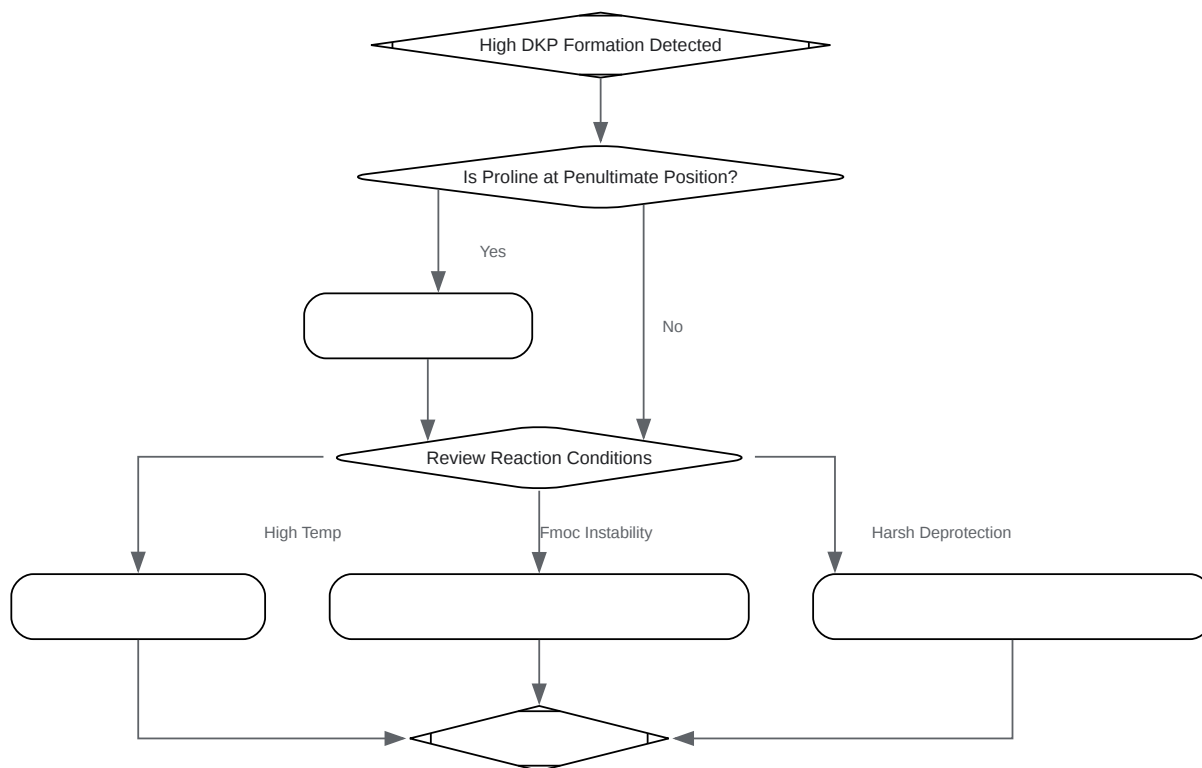 High DKP Formation Detected
Is Proline at Penultimate Position?
Yes
No
Review Reaction Conditions
High Temp
Fmoc Instability
Harsh Deprotection